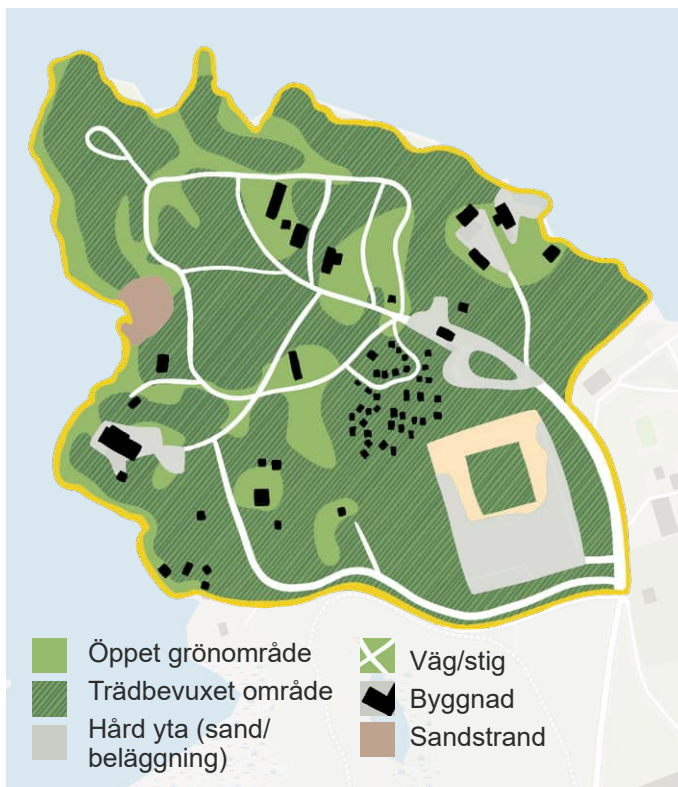 Öppet grönområde
Trädbevuxet område
Hård yta (sand/
beläggning)
Väg/stig
Byggnad
Sandstrand